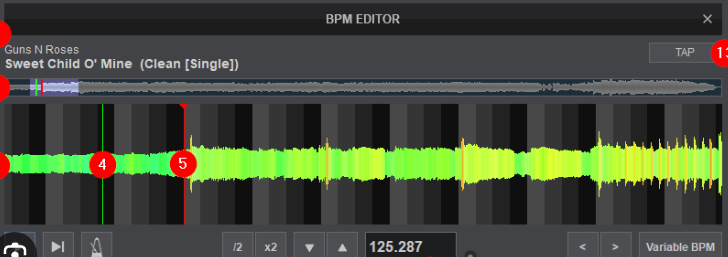 BPM EDITOR
×
Guns N Roses
Sweet Child O' Mine (Clean [Single])
TAP
13
4
5
/2
x2
▼
▲
125.287
<
>
Variable BPM